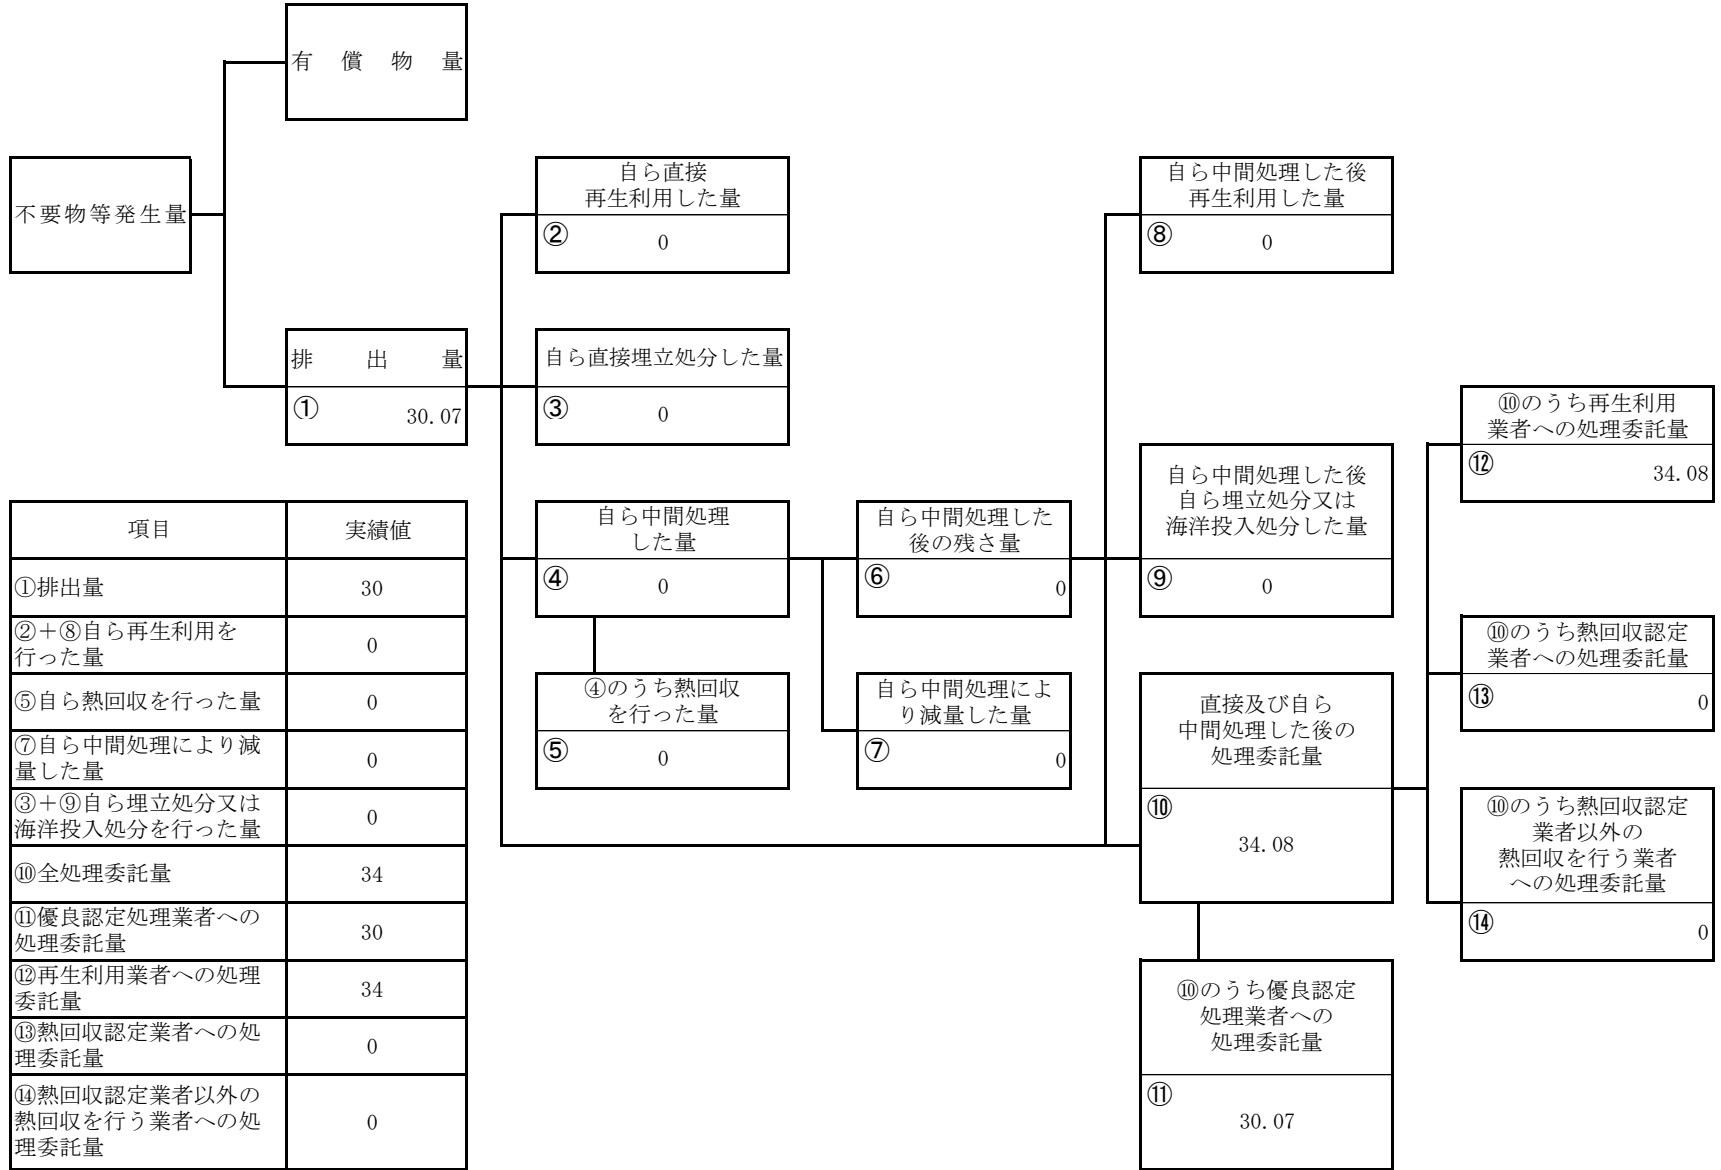 有償物量
不要物等発生量
排出量
① 30.07
自ら直接
再生利用した量
② 0
自ら直接埋立処分した量
③ 0
自ら中間処理
した量
④ 0
④のうち熱回収
を行った量
⑤ 0
自ら中間処理した
後の残さ量
⑥ 0
自ら中間処理によ
り減量した量
⑦ 0
自ら中間処理した後
再生利用した量
⑧ 0
自ら中間処理した後
自ら埋立処分又は
海洋投入処分した量
⑨ 0
直接及び自ら
中間処理した後の
処理委託量
⑩
34.08
⑩のうち優良認定
処理業者への
処理委託量
⑪
30.07
⑩のうち再生利用
業者への処理委託量
⑫ 34.08
⑩のうち熱回収認定
業者への処理委託量
⑬ 0
⑩のうち熱回収認定
業者以外の
熱回収を行う業者
への処理委託量
⑭ 0
項目 実績値
①排出量 30
②+⑧自ら再生利用を
行った量 0
⑤自ら熱回収を行った量 0
⑦自ら中間処理により減
量した量 0
③+⑨自ら埋立処分又は
海洋投入処分を行った量 0
⑩全処理委託量 34
⑪優良認定処理業者への
処理委託量 30
⑫再生利用業者への処理
委託量 34
⑬熱回収認定業者への処
理委託量 0
⑭熱回収認定業者以外の
熱回収を行う業者への処
理委託量 0